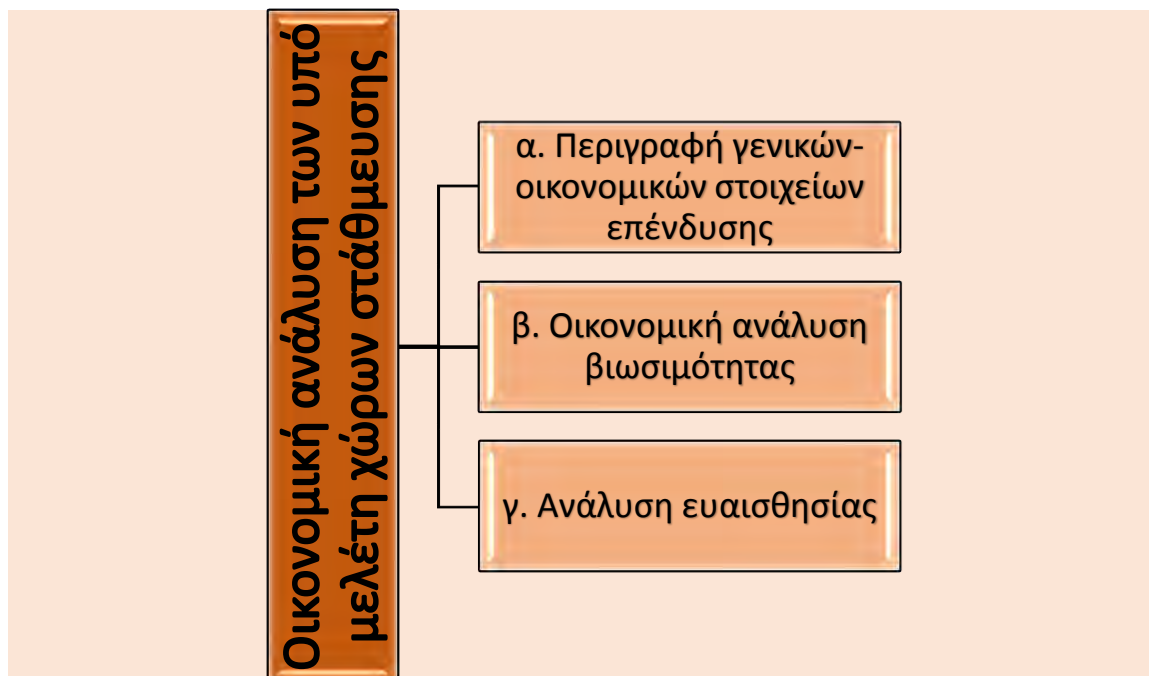 Οικονομική ανάλυση των υπό
μελέτη χώρων στάθμευσης
α. Περιγραφή γενικών-
οικονομικών στοιχείων
επένδυσης
β. Οικονομική ανάλυση
βιωσιμότητας
γ. Ανάλυση ευαισθησίας